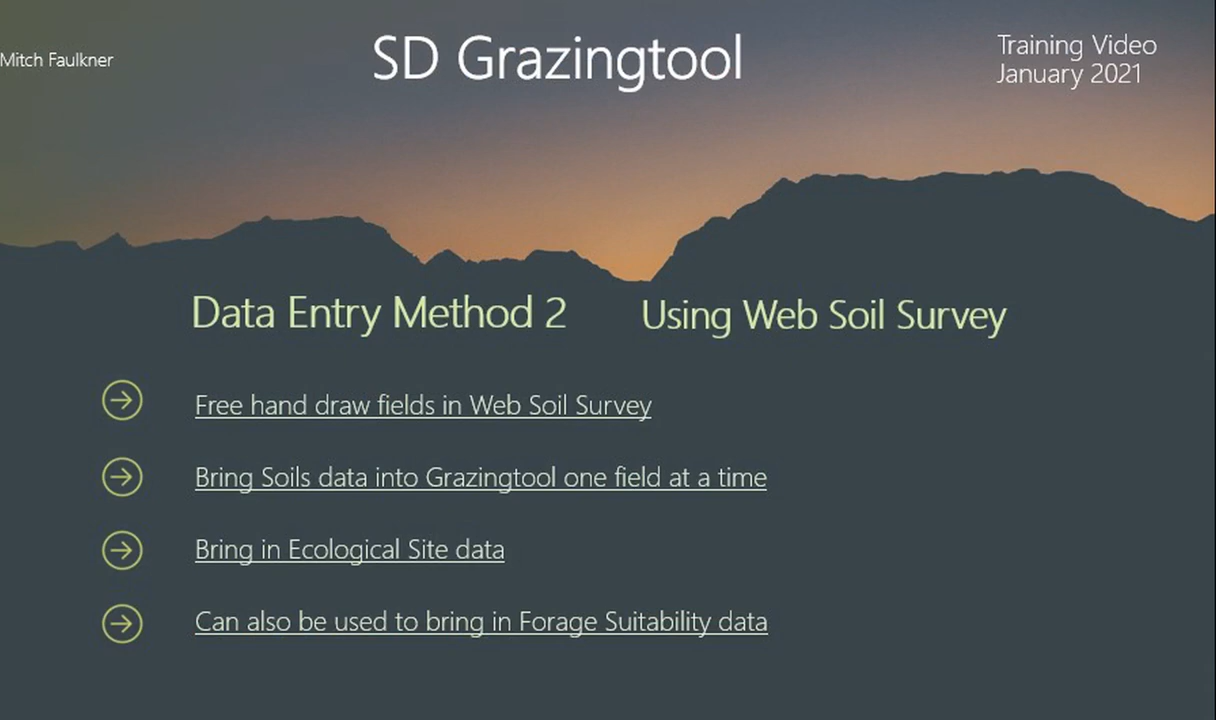 Mitch Faulkner
SD Grazingtool
Training Video
January 2021
Data Entry Method 2
Using Web Soil Survey
Free hand draw fields in Web Soil Survey
Bring Soils data into Grazingtool one field at a time
Bring in Ecological Site data
Can also be used to bring in Forage Suitability data